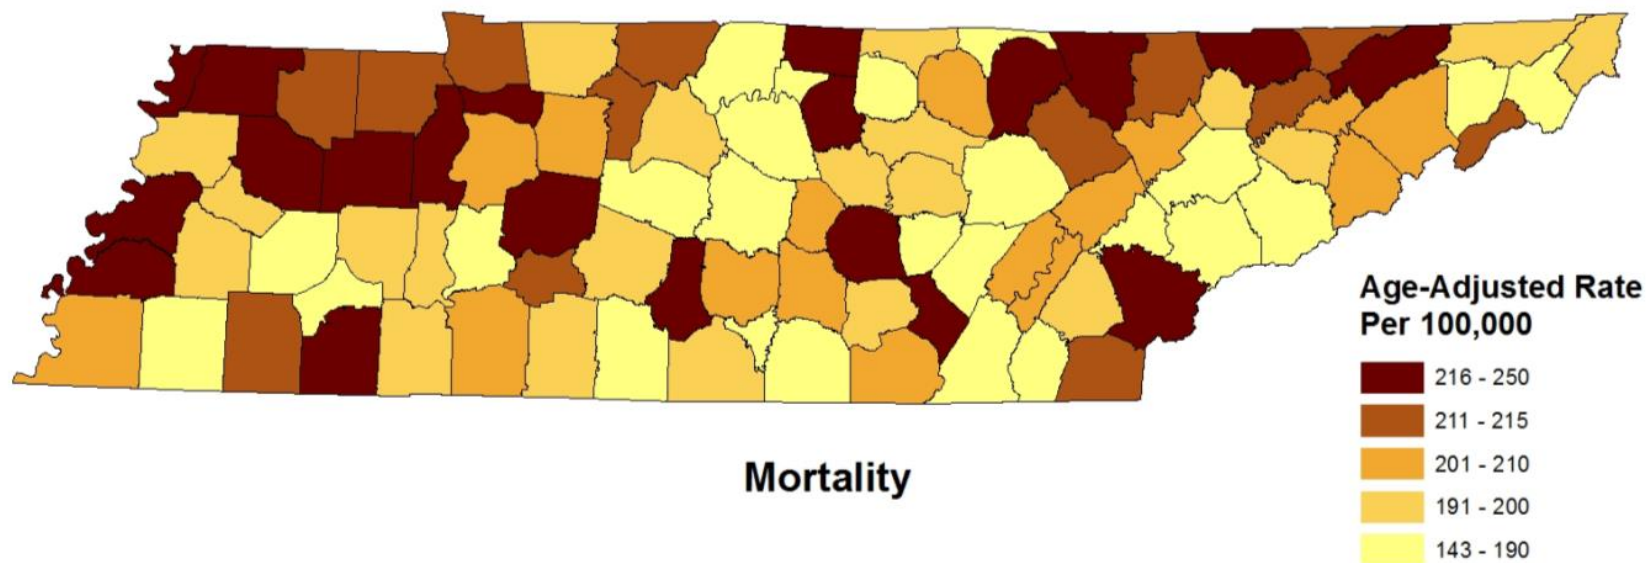 Age-Adjusted Rate
Per 100,000
216 - 250
211 - 215
201 - 210
191 - 200
143 - 190
Mortality